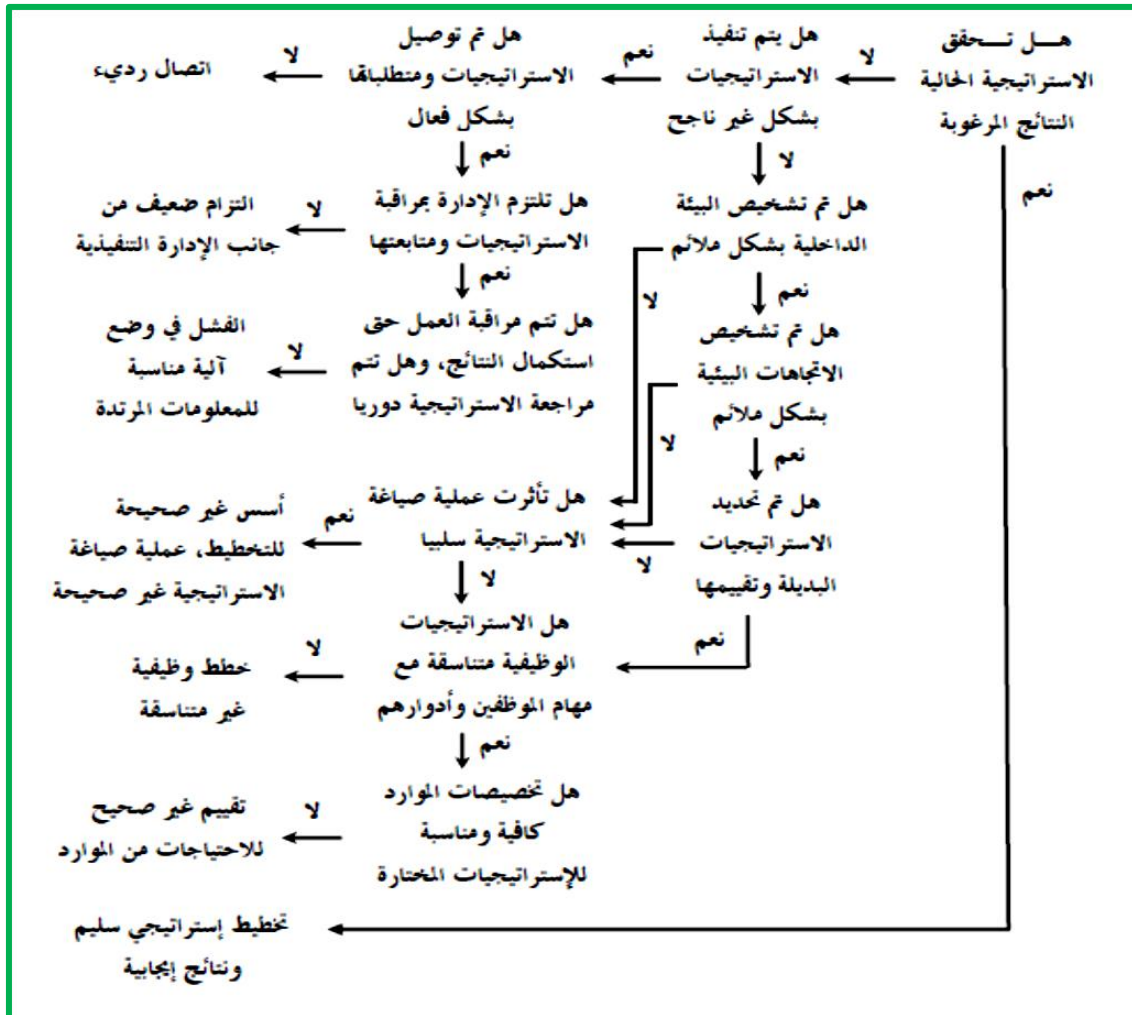 هـــل تـــحقق
الاستراتيجية الحالية
النتائج المرغوبة
لا
نعم
هل يتم تنفيذ
الاستراتيجيات
بشكل غير ناجح
نعم
لا
هل تم توصيل
الاستراتيجيات ومتطلباتها
بشكل فعال
لا
نعم
اتصال رديء
هل تم تشخيص البيئة
الداخلية بشكل ملائم
لا
نعم
هل تلتزم الإدارة بمراقبة
الاستراتيجيات ومتابعتها
لا
نعم
التزام ضعيف من
جانب الإدارة التنفيذية
هل تم تشخيص
الاتجاهات البيئية
بشكل ملائم
لا
نعم
هل تتم مراقبة العمل حتى
استكمال النتائج، وهل تتم
مراجعة الاستراتيجية دوريا
لا
الفشل في وضع
آلية مناسبة
للمعلومات المرتدة
هل تم تحديد
الاستراتيجيات
البديلة وتقييمها
لا
نعم
هل تأثرت عملية صياغة
الاستراتيجية سلبيا
نعم
لا
أسس غير صحيحة
للتخطيط، عملية صياغة
الاستراتيجية غير صحيحة
هل الاستراتيجيات
الوظيفية متناسقة مع
مهام الموظفين وأدوارهم
لا
نعم
خطط وظيفية
غير متناسقة
هل تخصيصات الموارد
كافية ومناسبة
للإستراتيجيات المختارة
لا
تقييم غير صحيح
للاحتياجات من الموارد
تخطيط إستراتيجي سليم
ونتائج إيجابية